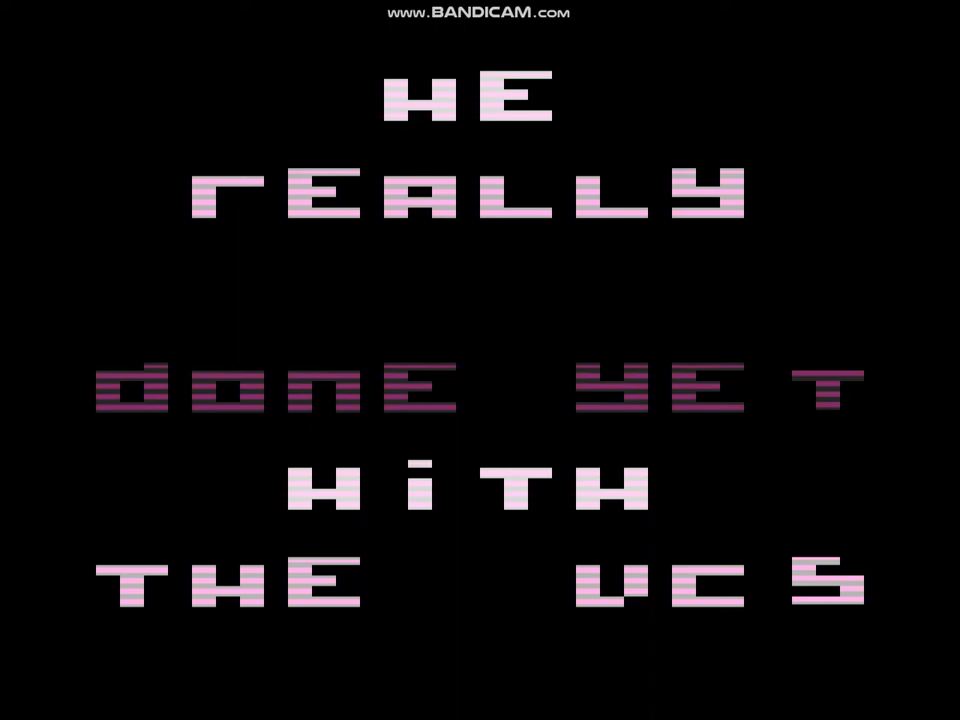 www.BANDICAM.com
WE
REALLY
DONE YET
WITH
THE VCS